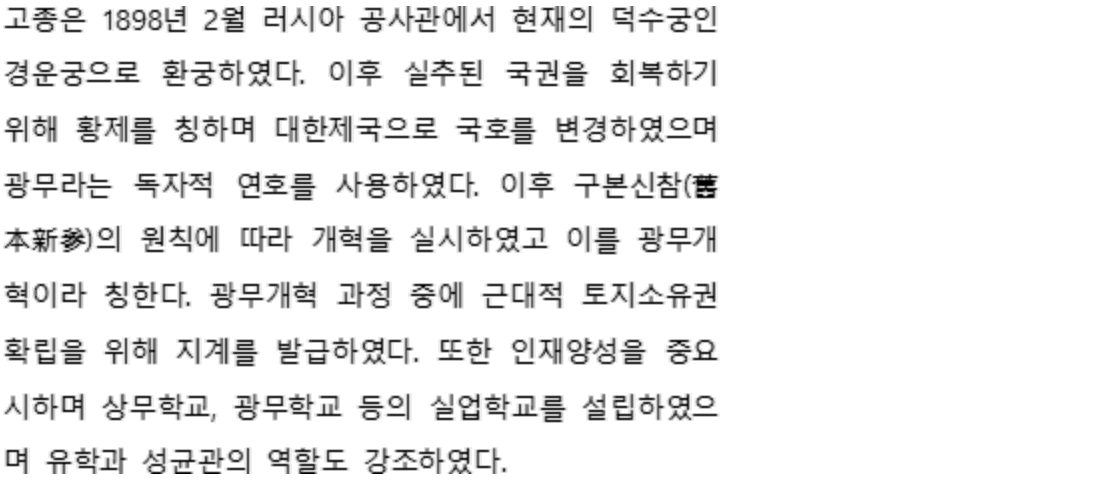 고종은 1898년 2월 러시아 공사관에서 현재의 덕수궁인
경운궁으로 환궁하였다. 이후 실추된 국권을 회복하기
위해 황제를 칭하며 대한제국으로 국호를 변경하였으며
광무라는 독자적 연호를 사용하였다. 이후 구본신참(舊
本新參)의 원칙에 따라 개혁을 실시하였고 이를 광무개
혁이라 칭한다. 광무개혁 과정 중에 근대적 토지소유권
확립을 위해 지계를 발급하였다. 또한 인재양성을 중요
시하며 상무학교, 광무학교 등의 실업학교를 설립하였으
며 유학과 성균관의 역할도 강조하였다.